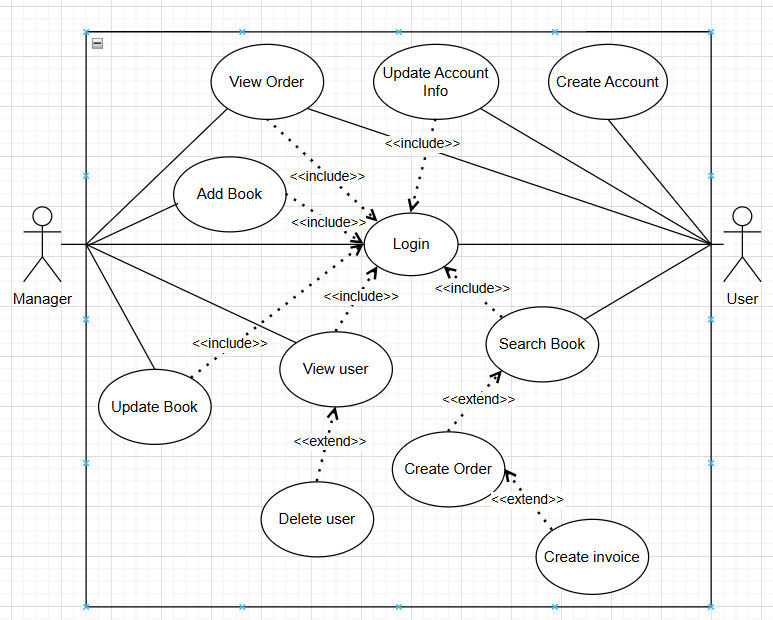 View Order
Update Account
Info
Create Account
<<include>>
<<include>>
Add Book
<<include>>
Login
<<include>>
<<include>>
Manager
User
<<include>>
Search Book
View user
<<extend>>
Update Book
<<extend>>
Create Order
<<extend>>
Delete user
Create invoice